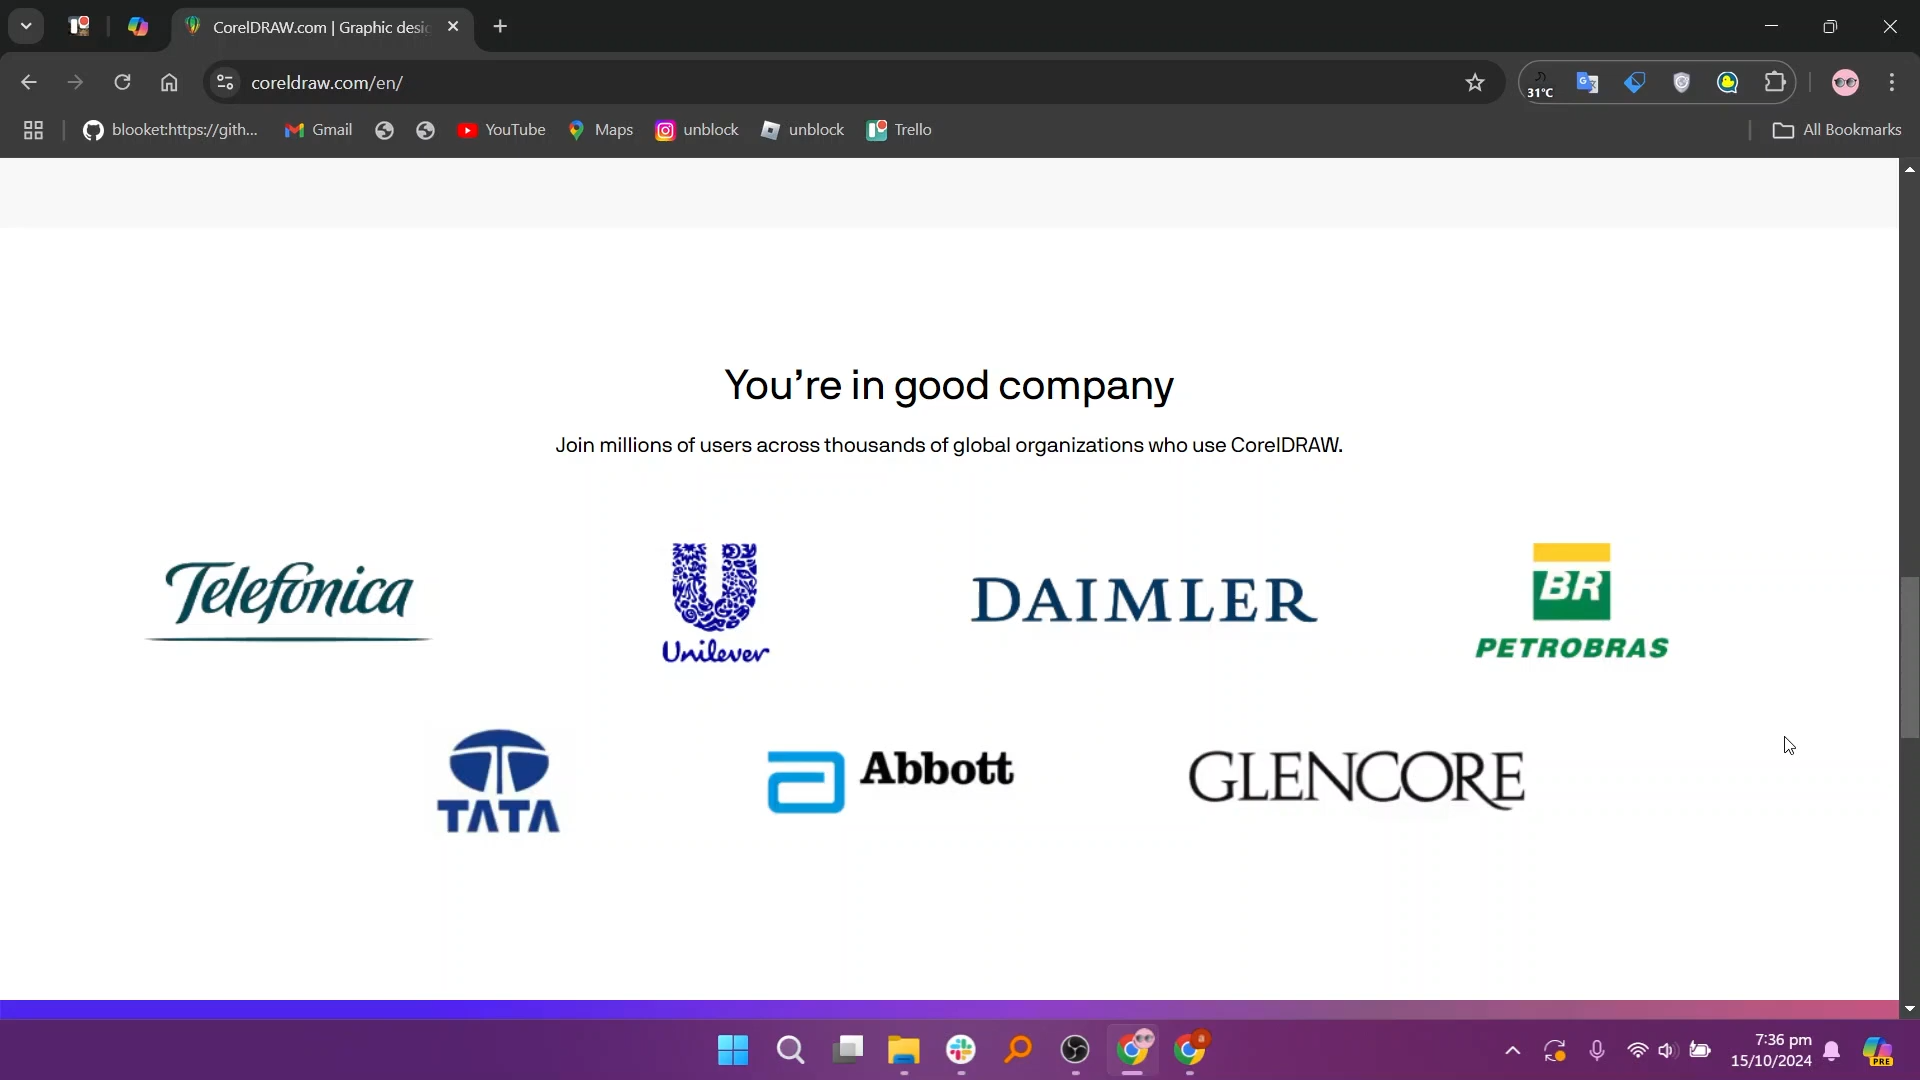 CorelDRAW.com | Graphic desi
coreldraw.com/en/
31°C
blooket:https://gith...
Gmail
YouTube
Maps
unblock
unblock
Trello
All Bookmarks
You’re in good company
Join millions of users across thousands of global organizations who use CorelDRAW.
Telefónica
Unilever
DAIMLER
BR
PETROBRAS
TATA
Abbott
GLENCORE
7:36 pm
15/10/2024
PRE